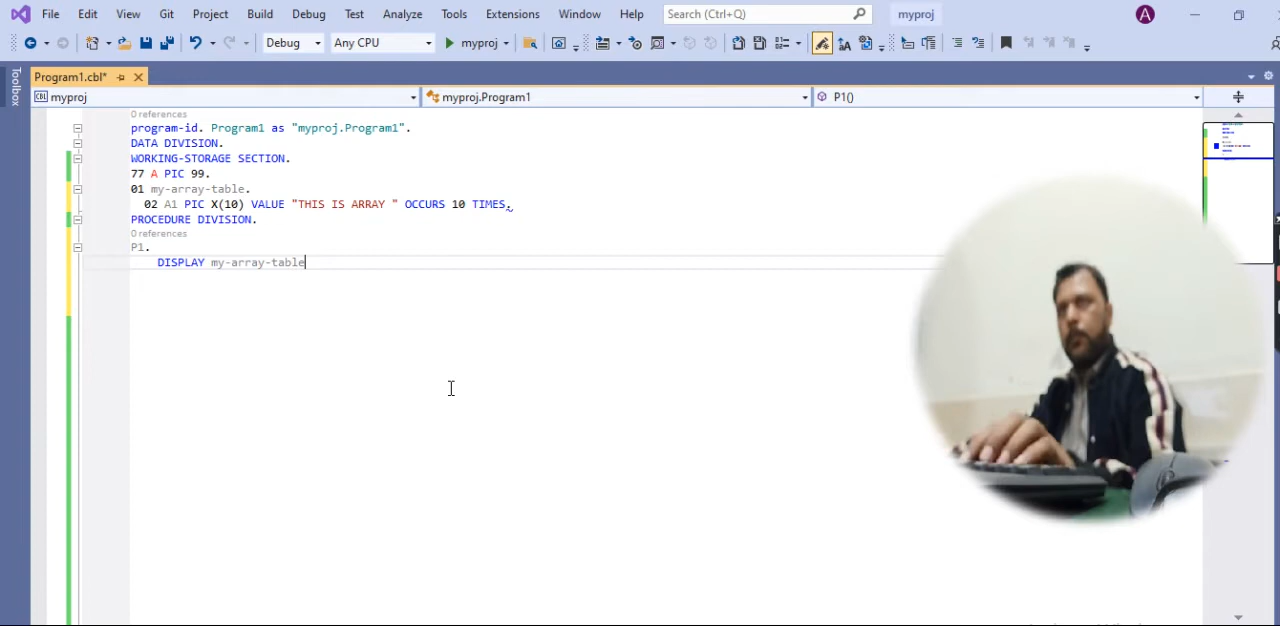 File Edit View Git Project Build Debug Test Analyze Tools Extensions Window Help Search (Ctrl+Q) myproj A
Debug Any CPU myproj
Toolbox
Program1.cbl*
CBL myproj myproj.Program1 P1()
0 references
program-id. Program1 as "myproj.Program1".
DATA DIVISION.
WORKING-STORAGE SECTION.
77 A PIC 99.
01 my-array-table.
02 A1 PIC X(10) VALUE "THIS IS ARRAY " OCCURS 10 TIMES.
PROCEDURE DIVISION.
0 references
P1.
DISPLAY my-array-table